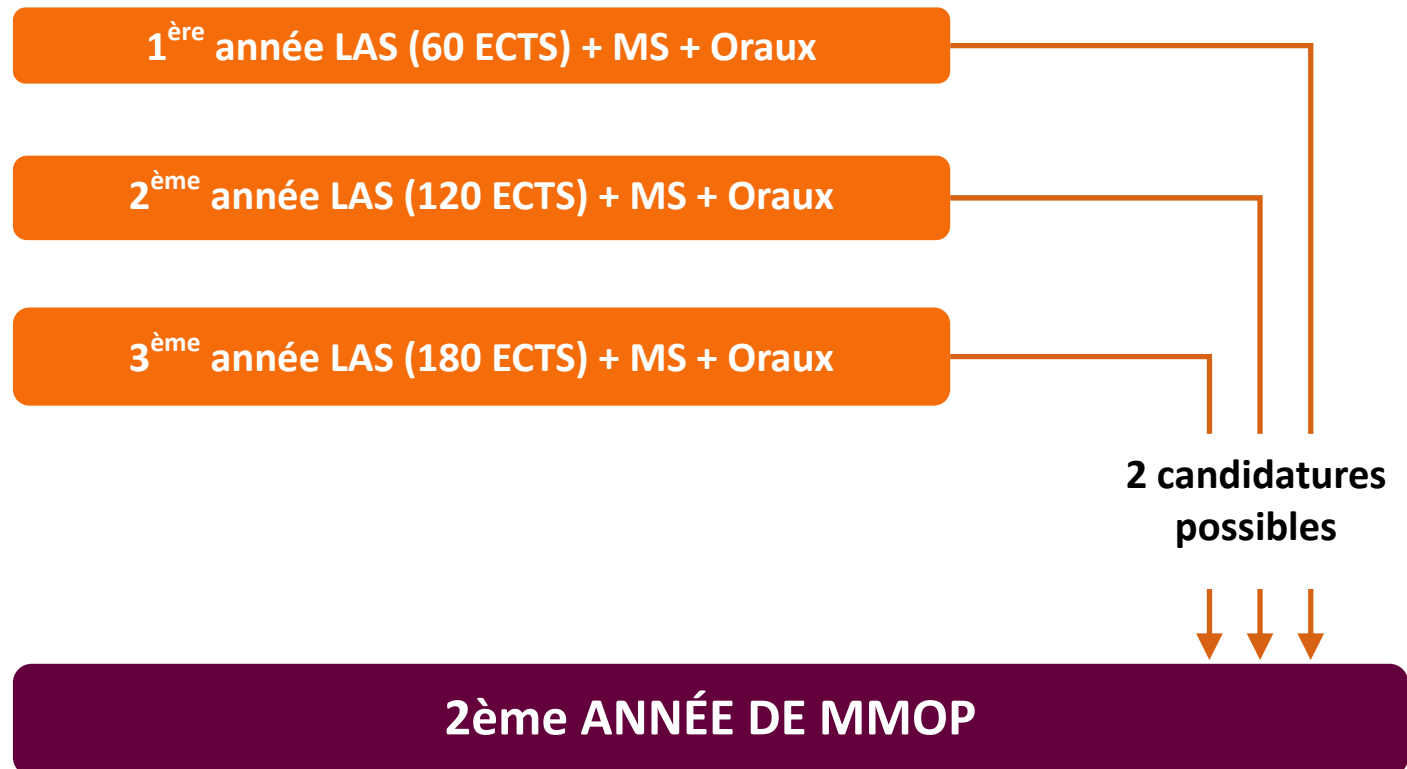 1ère année LAS (60 ECTS) + MS + Oraux
2ème année LAS (120 ECTS) + MS + Oraux
3ème année LAS (180 ECTS) + MS + Oraux
2 candidatures
possibles
2ème ANNÉE DE MMOP